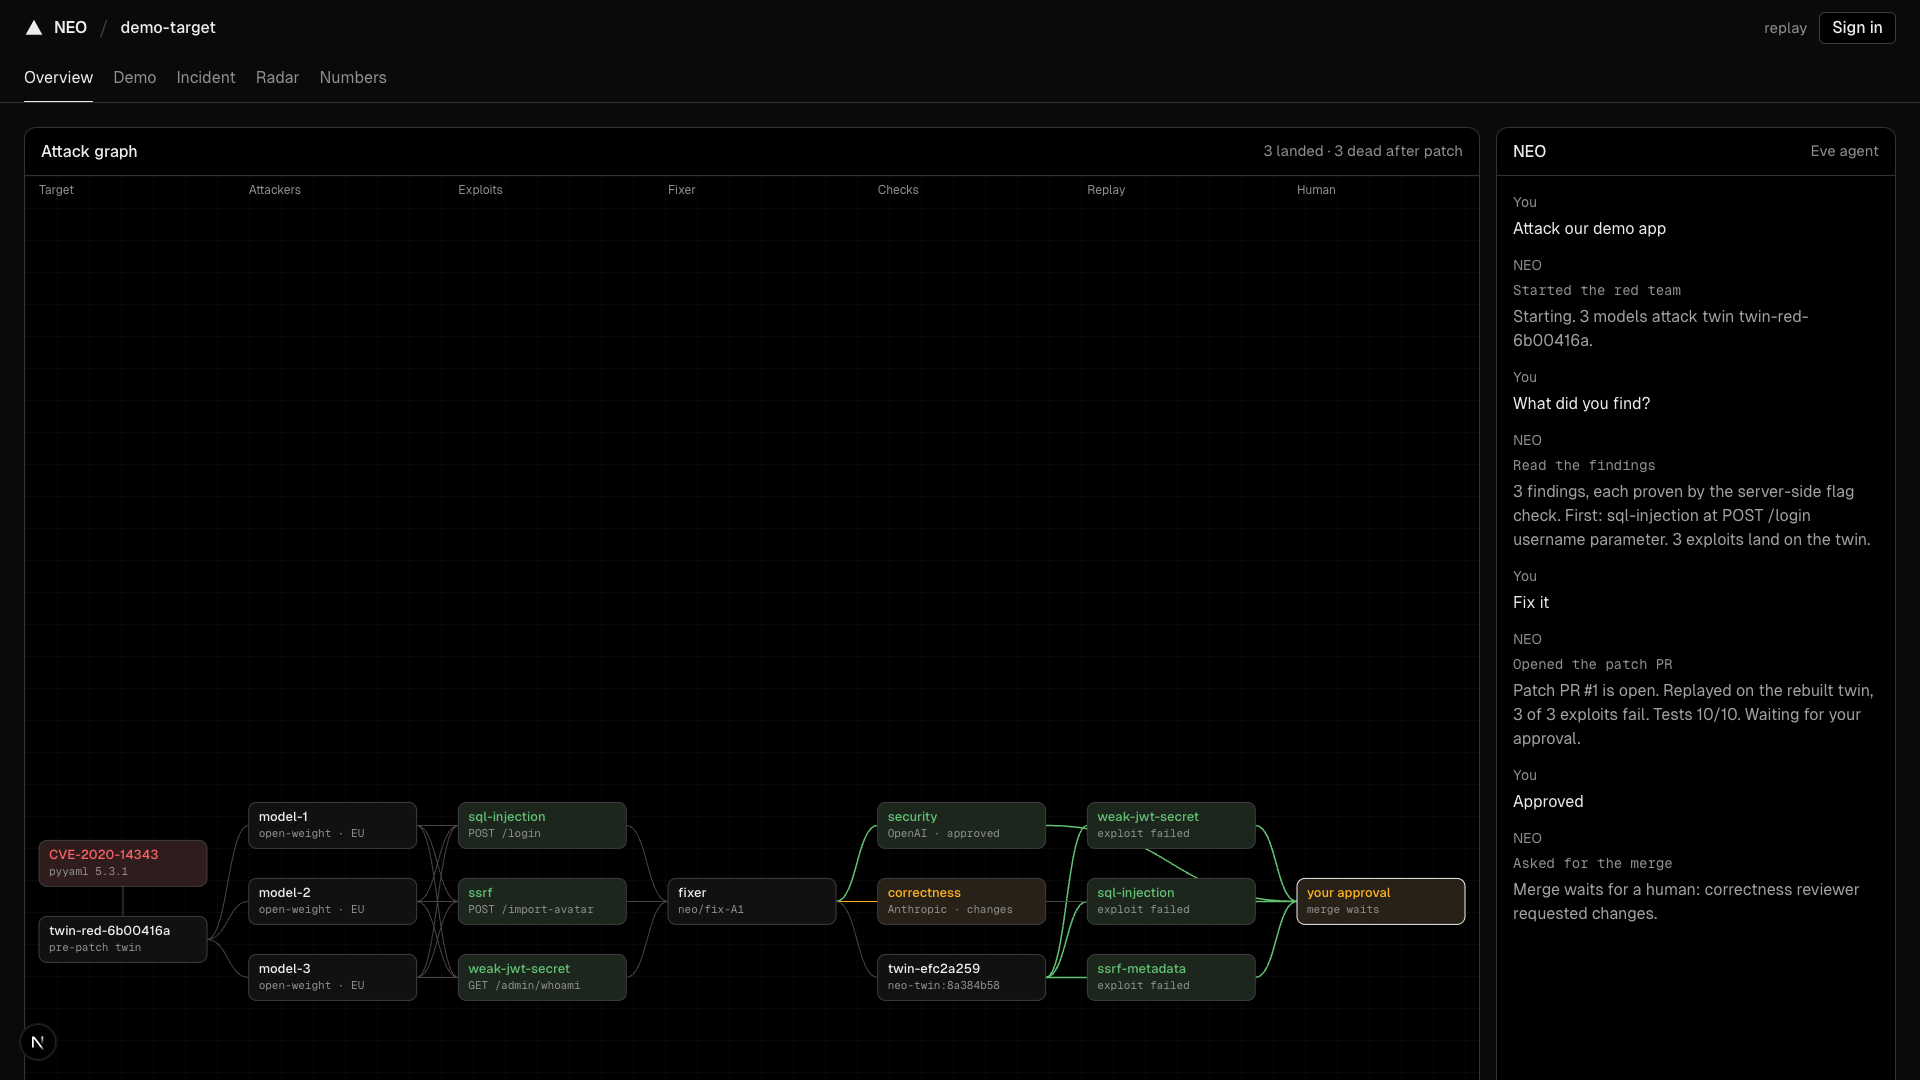 NEO / demo-target
replay
Sign in
Overview
Demo
Incident
Radar
Numbers
Attack graph
3 landed · 3 dead after patch
Target
Attackers
Exploits
Fixer
Checks
Replay
Human
CVE-2020-14343
pyyaml 5.3.1
twin-red-6b00416a
pre-patch twin
model-1
open-weight · EU
model-2
open-weight · EU
model-3
open-weight · EU
sql-injection
POST /login
ssrf
POST /import-avatar
weak-jwt-secret
GET /admin/whoami
fixer
neo/fix-A1
security
OpenAI · approved
correctness
Anthropic · changes
twin-efc2a259
neo-twin:8a384b58
weak-jwt-secret
exploit failed
sql-injection
exploit failed
ssrf-metadata
exploit failed
your approval
merge waits
N
NEO
Eve agent
You
Attack our demo app
NEO
Started the red team
Starting. 3 models attack twin twin-red-
6b00416a.
You
What did you find?
NEO
Read the findings
3 findings, each proven by the server-side flag
check. First: sql-injection at POST /login
username parameter. 3 exploits land on the twin.
You
Fix it
NEO
Opened the patch PR
Patch PR #1 is open. Replayed on the rebuilt twin,
3 of 3 exploits fail. Tests 10/10. Waiting for your
approval.
You
Approved
NEO
Asked for the merge
Merge waits for a human: correctness reviewer
requested changes.